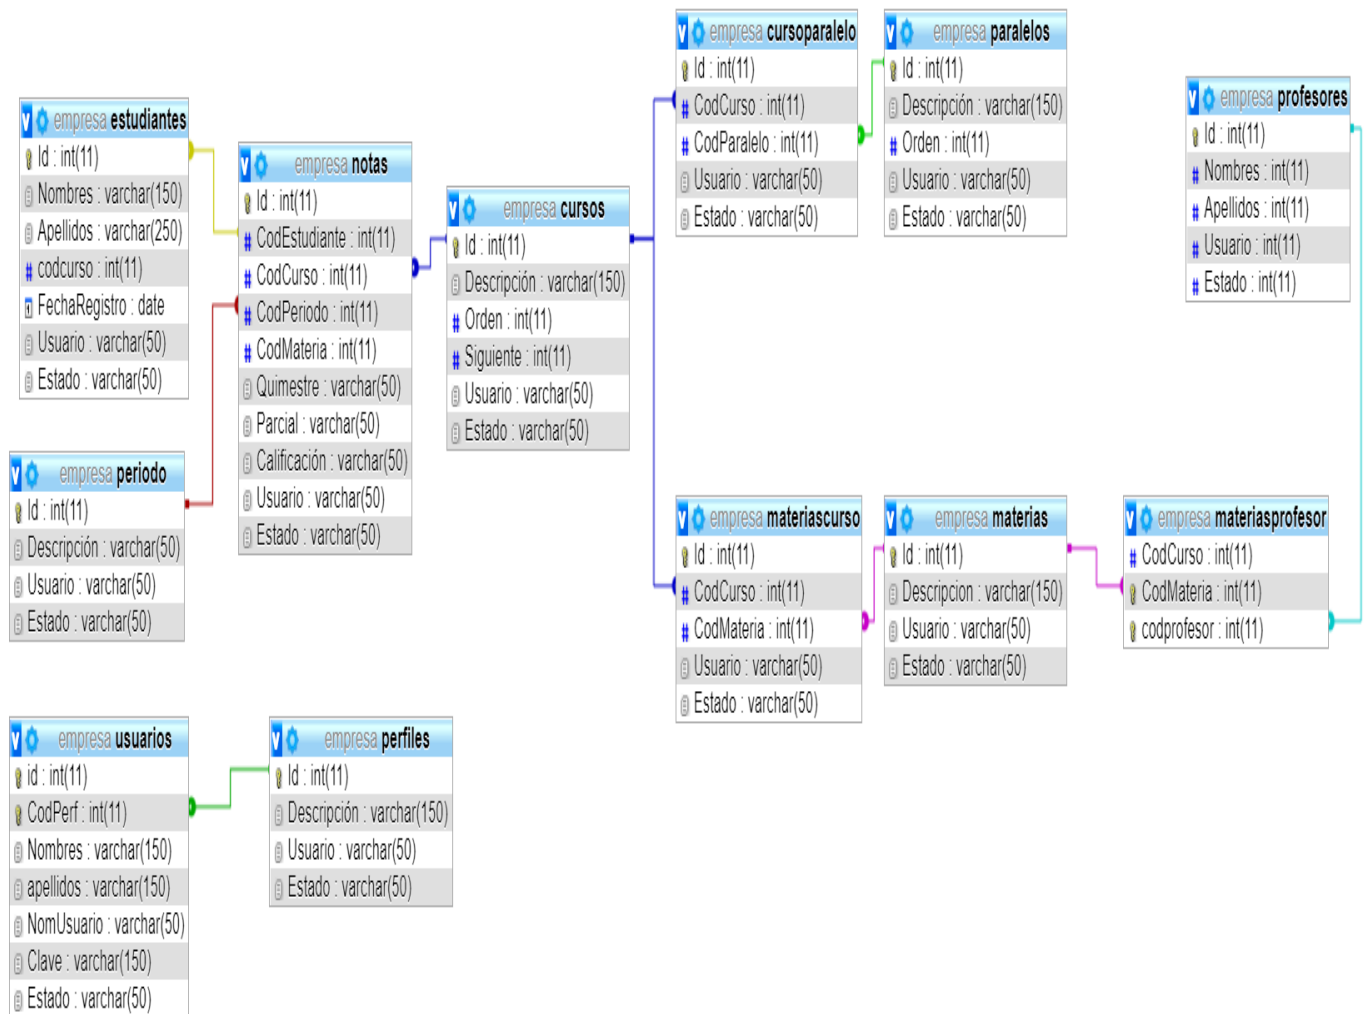 empresa estudiantes
Id : int(11)
Nombres : varchar(150)
Apellidos : varchar(250)
codcurso : int(11)
FechaRegistro : date
Usuario : varchar(50)
Estado : varchar(50)
empresa notas
Id : int(11)
CodEstudiante : int(11)
CodCurso : int(11)
CodPeriodo : int(11)
CodMateria : int(11)
Quimestre : varchar(50)
Parcial : varchar(50)
Calificación : varchar(50)
Usuario : varchar(50)
Estado : varchar(50)
empresa cursos
Id : int(11)
Descripción : varchar(150)
Orden : int(11)
Siguiente : int(11)
Usuario : varchar(50)
Estado : varchar(50)
empresa cursoparalelo
Id : int(11)
CodCurso : int(11)
CodParalelo : int(11)
Usuario : varchar(50)
Estado : varchar(50)
empresa paralelos
Id : int(11)
Descripción : varchar(150)
Orden : int(11)
Usuario : varchar(50)
Estado : varchar(50)
empresa profesores
Id : int(11)
Nombres : int(11)
Apellidos : int(11)
Usuario : int(11)
Estado : int(11)
empresa periodo
Id : int(11)
Descripción : varchar(50)
Usuario : varchar(50)
Estado : varchar(50)
empresa materiascurso
Id : int(11)
CodCurso : int(11)
CodMateria : int(11)
Usuario : varchar(50)
Estado : varchar(50)
empresa materias
Id : int(11)
Descripcion : varchar(150)
Usuario : varchar(50)
Estado : varchar(50)
empresa materiasprofesor
CodCurso : int(11)
CodMateria : int(11)
codprofesor : int(11)
empresa usuarios
id : int(11)
CodPerf : int(11)
Nombres : varchar(150)
apellidos : varchar(150)
NomUsuario : varchar(50)
Clave : varchar(150)
Estado : varchar(50)
empresa perfiles
Id : int(11)
Descripción : varchar(150)
Usuario : varchar(50)
Estado : varchar(50)